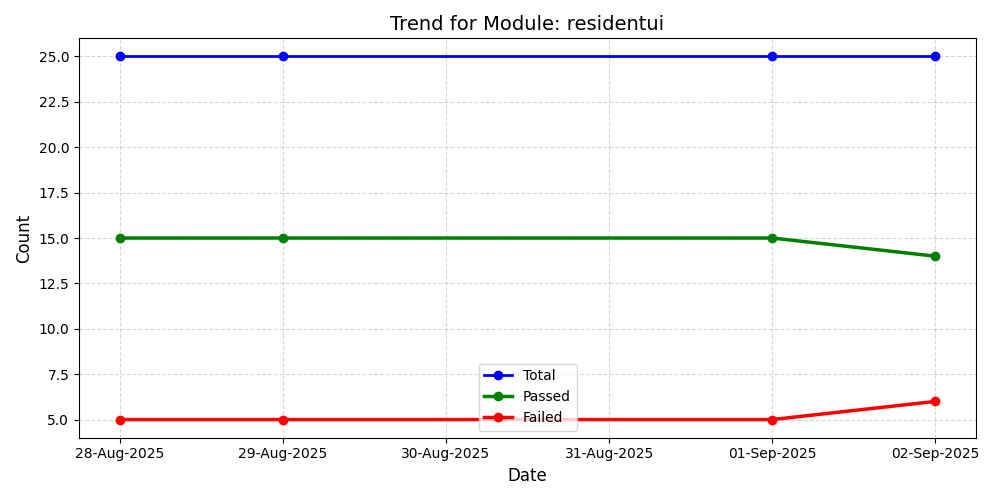 Trend for Module: residentui
Count
25.0
22.5
20.0
17.5
15.0
12.5
10.0
7.5
5.0
Total
Passed
Failed
28-Aug-2025 29-Aug-2025 30-Aug-2025 31-Aug-2025 01-Sep-2025 02-Sep-2025
Date